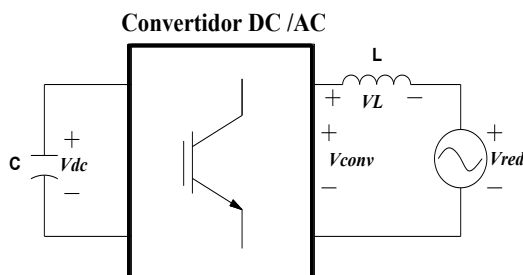 Convertidor DC /AC
L
+ VL −
C
+
Vdc
−
+
Vconv
−
+
Vred
−